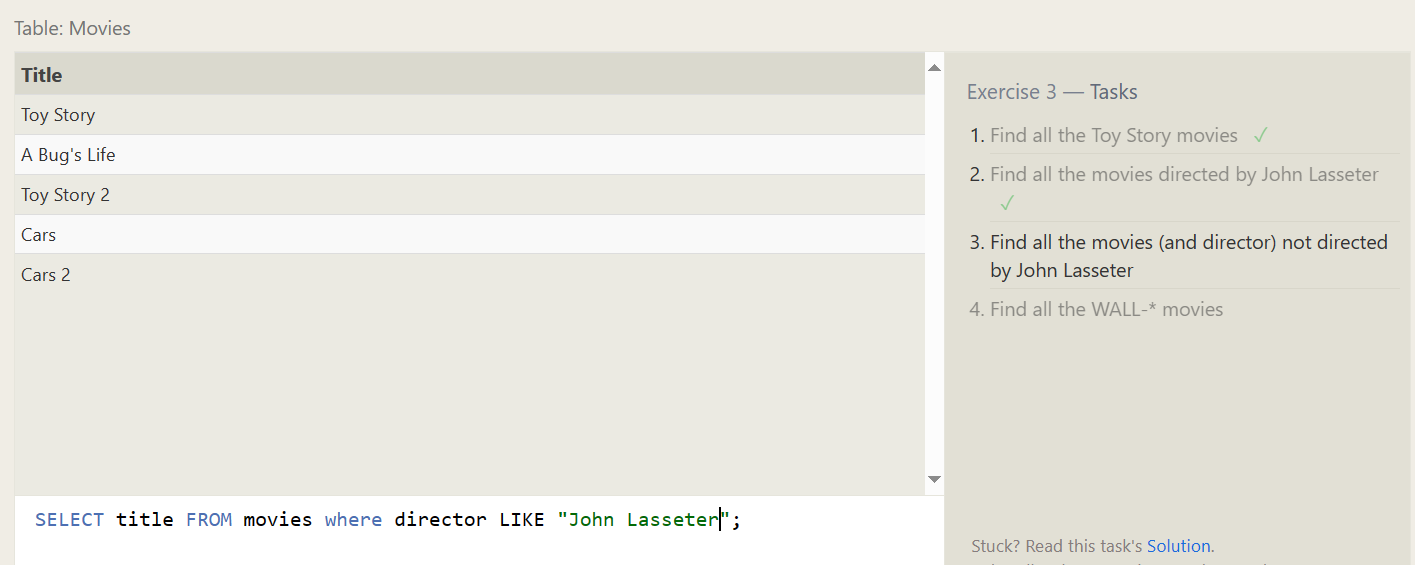 Table: Movies
Title
Toy Story
A Bug's Life
Toy Story 2
Cars
Cars 2
SELECT title FROM movies where director LIKE "John Lasseter";
Exercise 3 — Tasks
1. Find all the Toy Story movies ✓
2. Find all the movies directed by John Lasseter
✓
3. Find all the movies (and director) not directed
by John Lasseter
4. Find all the WALL-* movies
Stuck? Read this task's Solution.